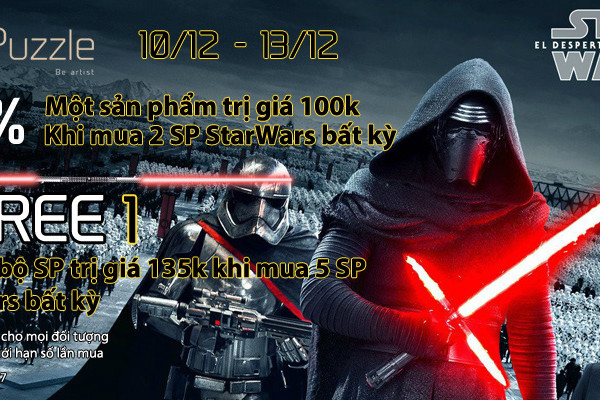 Puzzle
10/12 - 13/12
Be artist
%
Một sản phẩm trị giá 100k
Khi mua 2 SP StarWars bất kỳ
REE 1
bộ SP trị giá 135k khi mua 5 SP
rs bất kỳ
cho mọi đối tượng
ới hạn số lần mua
7
ST
EL DESPERT
WA